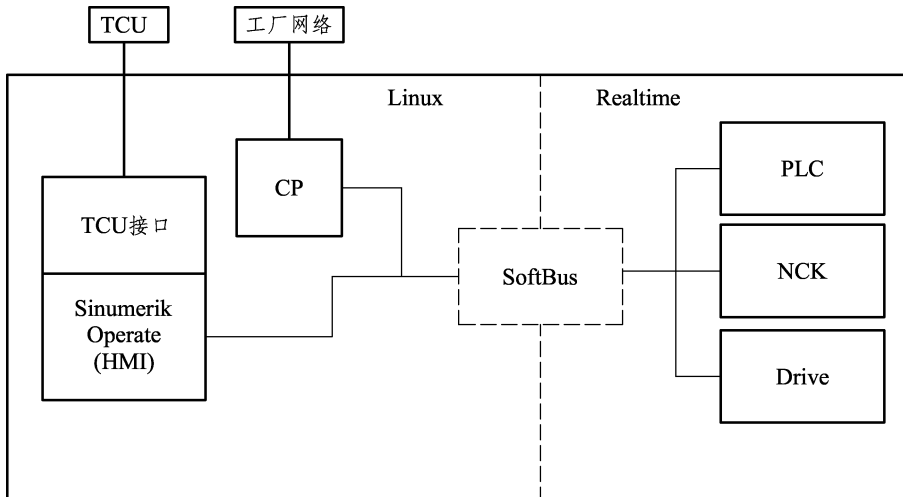 TCU
工厂网络
Linux
Realtime
CP
PLC
TCU接口
SoftBus
NCK
Sinumerik
Operate
(HMI)
Drive